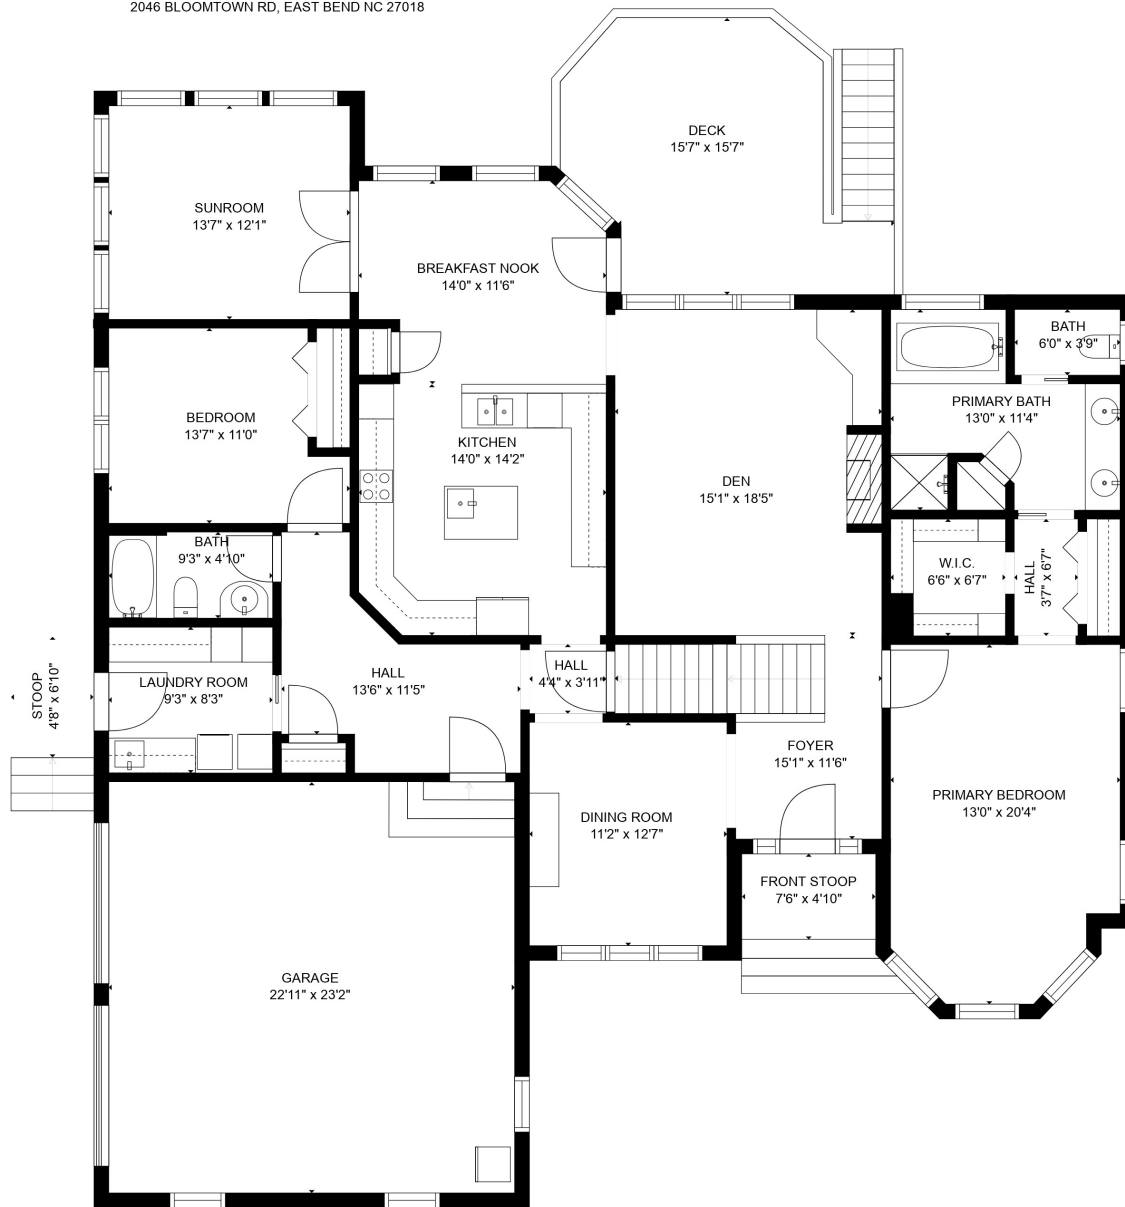 2046 BLOOMTOWN RD, EAST BEND NC 27018
DECK
15'7" x 15'7"
SUNROOM
13'7" x 12'1"
BREAKFAST NOOK
14'0" x 11'6"
BATH
6'0" x 3'9"
PRIMARY BATH
13'0" x 11'4"
BEDROOM
13'7" x 11'0"
KITCHEN
14'0" x 14'2"
DEN
15'1" x 18'5"
BATH
9'3" x 4'10"
W.I.C.
6'6" x 6'7"
HALL
3'7" x 6'7"
STOOP
4'8" x 6'10"
LAUNDRY ROOM
9'3" x 8'3"
HALL
13'6" x 11'5"
HALL
4'4" x 3'11"
FOYER
15'1" x 11'6"
PRIMARY BEDROOM
13'0" x 20'4"
DINING ROOM
11'2" x 12'7"
FRONT STOOP
7'6" x 4'10"
GARAGE
22'11" x 23'2"